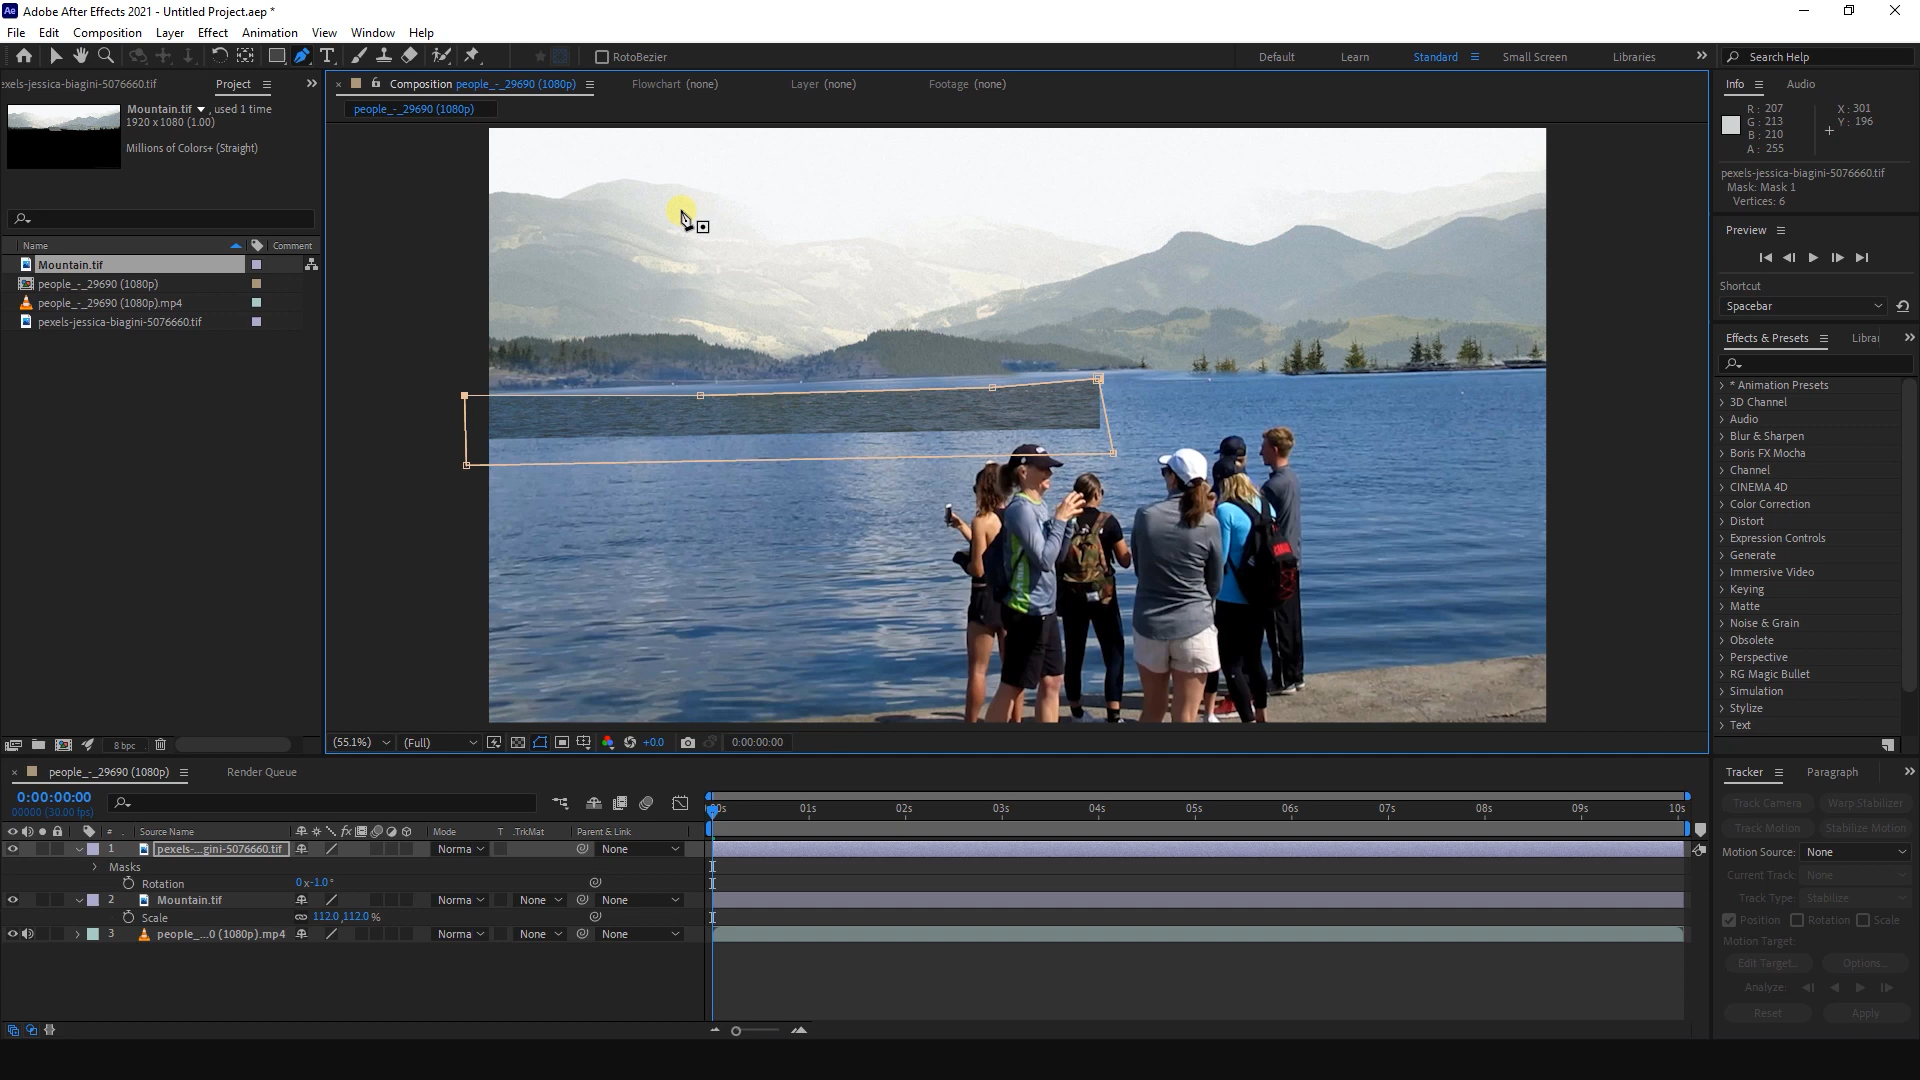 Ae Adobe After Effects 2021 - Untitled Project.aep *
File Edit Composition Layer Effect Animation View Window Help
RotoBezier
Default Learn Standard Small Screen Libraries
Search Help
exels-jessica-biagini-5076660.tif
Project
Composition people_-_29690 (1080p)
Flowchart (none)
Layer (none)
Footage (none)
Info
Audio
people_-_29690 (1080p)
Mountain.tif , used 1 time
1920 x 1080 (1.00)
Millions of Colors+ (Straight)
R : 207
G : 213
B : 210
A : 255
X : 301
Y : 196
pexels-jessica-biagini-5076660.tif
Mask: Mask 1
Vertices: 6
Preview
Name
Comment
Mountain.tif
people_-_29690 (1080p)
people_-_29690 (1080p).mp4
pexels-jessica-biagini-5076660.tif
Shortcut
Spacebar
Effects & Presets
Librar
* Animation Presets
3D Channel
Audio
Blur & Sharpen
Boris FX Mocha
Channel
CINEMA 4D
Color Correction
Distort
Expression Controls
Generate
Immersive Video
Keying
Matte
Noise & Grain
Obsolete
Perspective
RG Magic Bullet
Simulation
Stylize
Text
8 bpc
(55.1%)
(Full)
+0.0
0:00:00:00
people_-_29690 (1080p)
Render Queue
Tracker
Paragraph
0:00:00:00
00000 (30.00 fps)
00s 01s 02s 03s 04s 05s 06s 07s 08s 09s 10s
# . Source Name fx Mode T .TrkMat Parent & Link
1 pexels-...gini-5076660.tif Norma None
Masks
Rotation 0x-1.0°
2 Mountain.tif Norma None None
Scale 112.0,112.0 %
3 people_...0 (1080p).mp4 Norma None None
Track Camera Warp Stabilizer
Track Motion Stabilize Motion
Motion Source: None
Current Track: None
Track Type: Stabilize
Position Rotation Scale
Motion Target:
Edit Target... Options...
Analyze:
Reset Apply